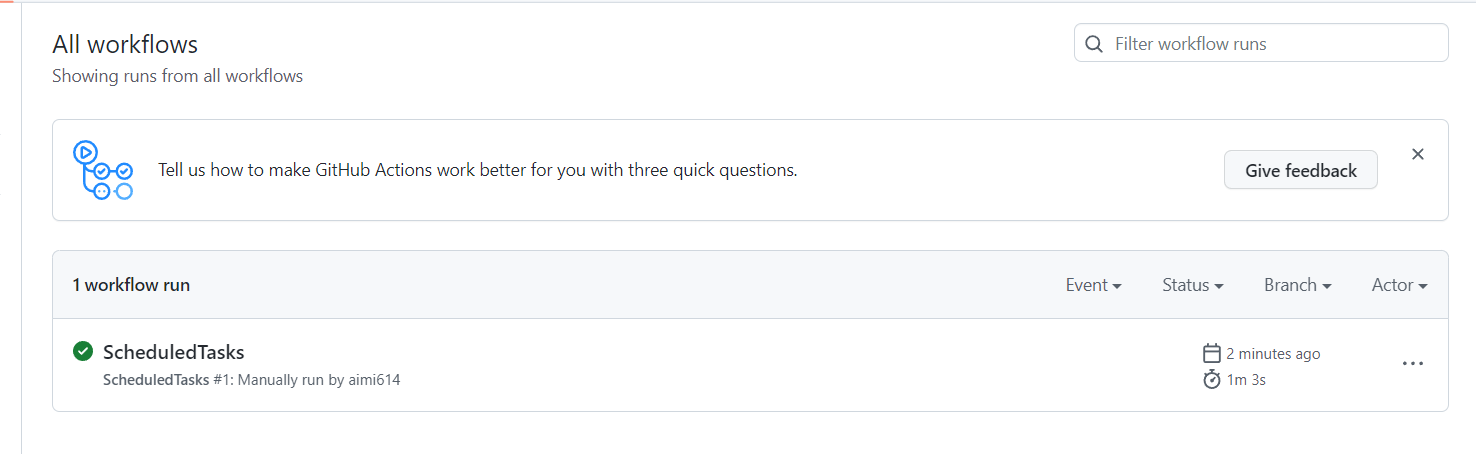 All workflows
Filter workflow runs
Showing runs from all workflows
Tell us how to make GitHub Actions work better for you with three quick questions.
Give feedback
1 workflow run
Event
Status
Branch
Actor
ScheduledTasks
2 minutes ago
ScheduledTasks #1: Manually run by aimi614
1m 3s